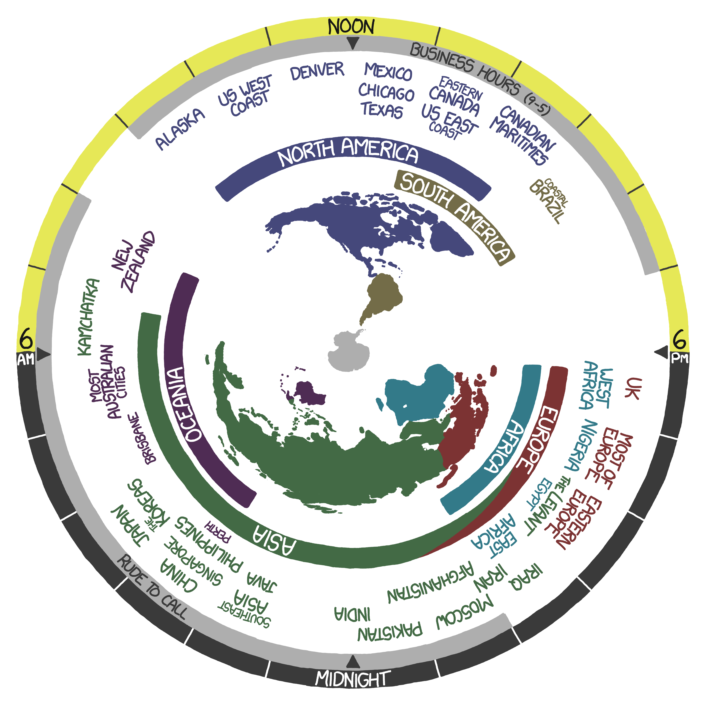 NOON
BUSINESS HOURS (9-5)
ALASKA
US WEST
COAST
DENVER
MEXICO
CHICAGO
TEXAS
EASTERN
CANADA
US EAST
COAST
CANADIAN
MARITIMES
COASTAL
BRAZIL
NORTH AMERICA
SOUTH AMERICA
NEW
ZEALAND
KAMCHATKA
6
AM
6
PM
MOST
AUSTRALIAN
CITIES
BRISBANE
OCEANIA
ASIA
AFRICA
EUROPE
UK
WEST
AFRICA
NIGERIA
MOST OF
EUROPE
EASTERN
EUROPE
EGYPT
THE LEVANT
EAST
AFRICA
IRAQ
IRAN
MOSCOW
AFGHANISTAN
PAKISTAN
INDIA
SOUTHEAST
ASIA
JAVA
PERTH
PHILIPPINES
SINGAPORE
CHINA
THE
KOREAS
JAPAN
RUDE TO CALL
MIDNIGHT